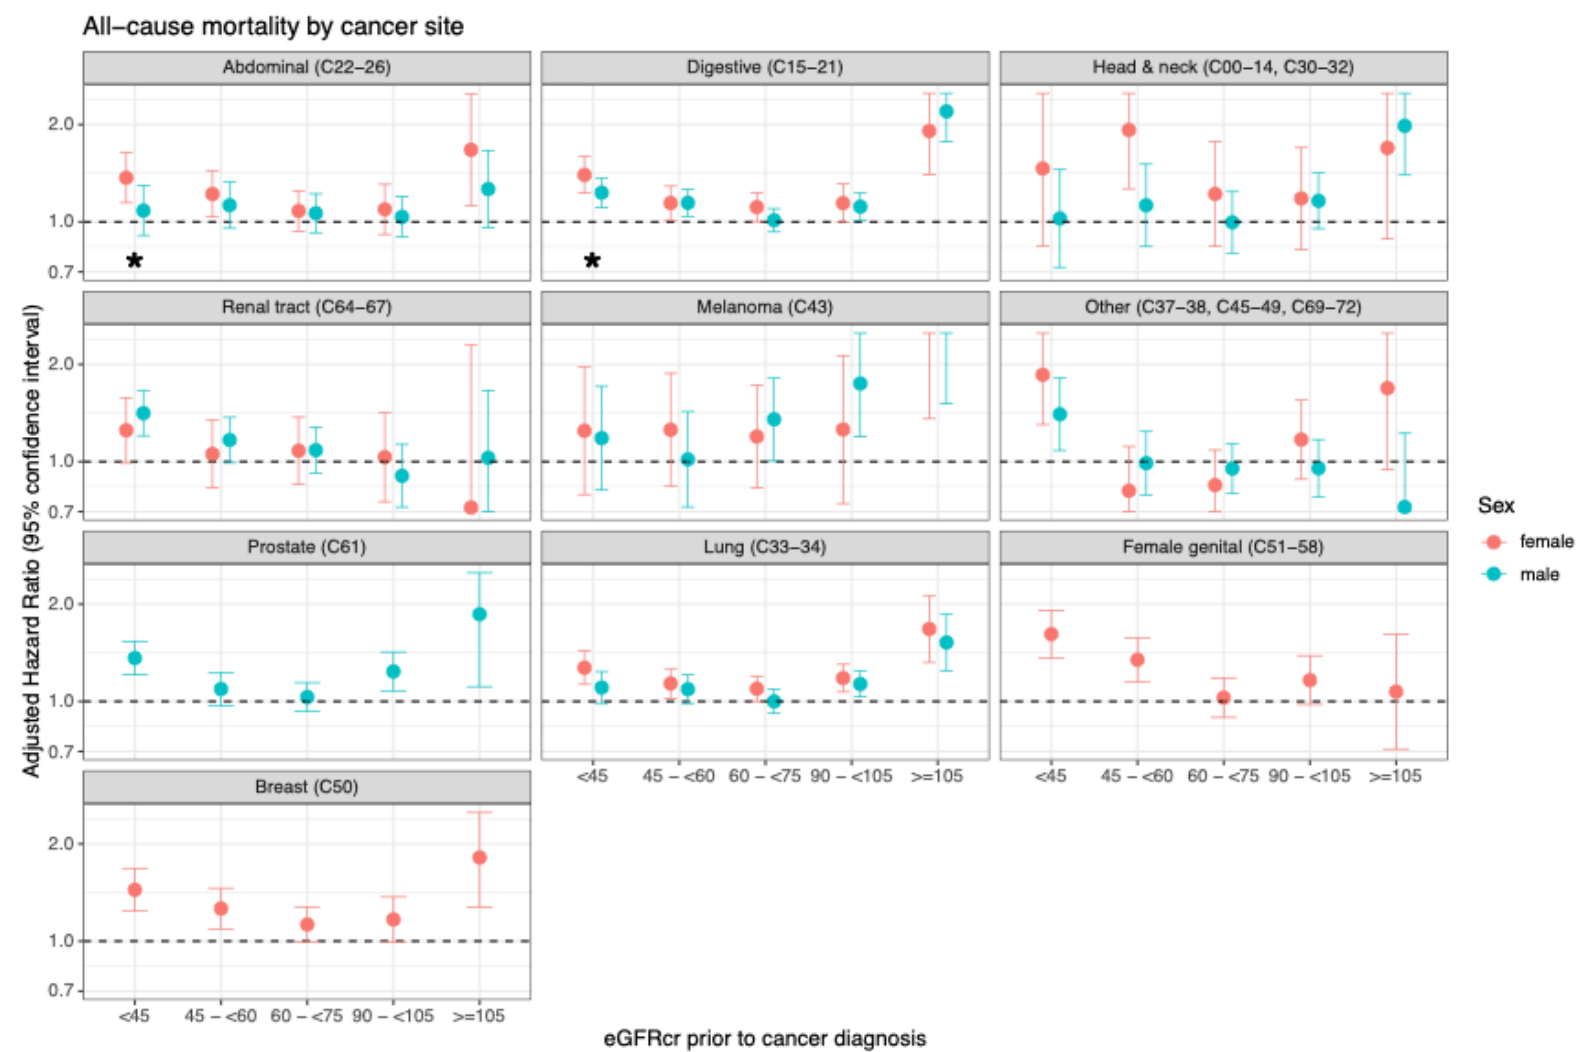 All−cause mortality by cancer site
Abdominal (C22−26)
Digestive (C15−21)
Head & neck (C00−14, C30−32)
2.0
1.0
0.7
*
*
Renal tract (C64−67)
Melanoma (C43)
Other (C37−38, C45−49, C69−72)
2.0
1.0
0.7
Prostate (C61)
Lung (C33−34)
Female genital (C51−58)
2.0
1.0
0.7
<45 45 − <60 60 − <75 90 − <105 >=105
<45 45 − <60 60 − <75 90 − <105 >=105
Breast (C50)
2.0
1.0
0.7
<45 45 − <60 60 − <75 90 − <105 >=105
Adjusted Hazard Ratio (95% confidence interval)
eGFRcr prior to cancer diagnosis
Sex
female
male